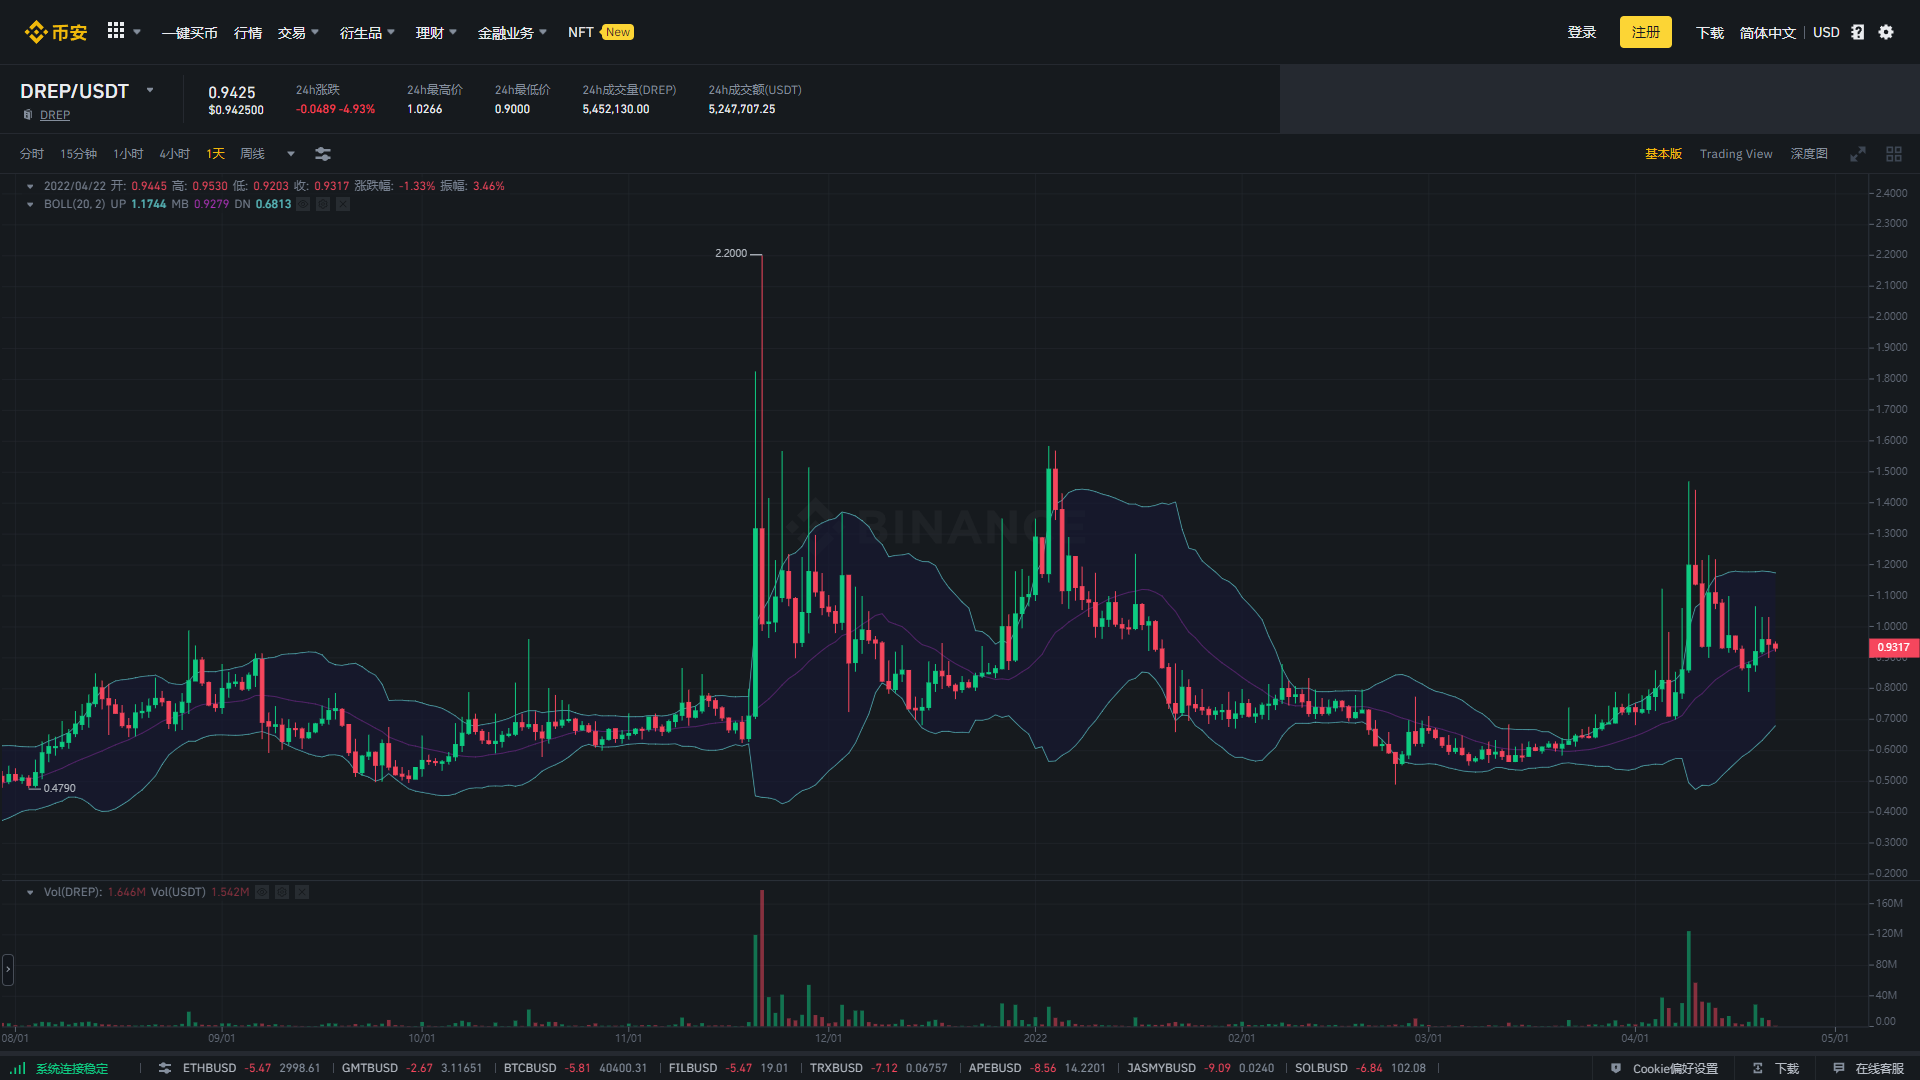 币安 一键买币 行情 交易 衍生品 理财 金融业务 NFT New 登录 注册 下载 简体中文 USD
DREP/USDT
DREP
0.9425
$0.942500
24h涨跌
-0.0489 -4.93%
24h最高价
1.0266
24h最低价
0.9000
24h成交量(DREP)
5,452,130.00
24h成交额(USDT)
5,247,707.25
分时 15分钟 1小时 4小时 1天 周线 基本版 Trading View 深度图
2022/04/22 开: 0.9445 高: 0.9530 低: 0.9203 收: 0.9317 涨跌幅: -1.33% 振幅: 3.46%
BOLL(20, 2) UP 1.1744 MB 0.9279 DN 0.6813
2.4000
2.3000
2.2000
2.2000
2.1000
2.0000
1.9000
1.8000
1.7000
1.6000
1.5000
1.4000
BINANCE
1.3000
1.2000
1.1000
1.0000
0.9317
0.9000
0.8000
0.7000
0.6000
0.5000
0.4790
0.4000
0.3000
0.2000
Vol(DREP): 1.646M Vol(USDT) 1.542M
160M
120M
80M
40M
0.00
08/01 09/01 10/01 11/01 12/01 2022 02/01 03/01 04/01 05/01
系统连接稳定 ETHBUSD -5.47 2998.61 GMTBUSD -2.67 3.11651 BTCBUSD -5.81 40400.31 FILBUSD -5.47 19.01 TRXBUSD -7.12 0.06757 APEBUSD -8.56 14.2201 JASMYBUSD -9.09 0.0240 SOLBUSD -6.84 102.08 Cookie偏好设置 下载 在线客服